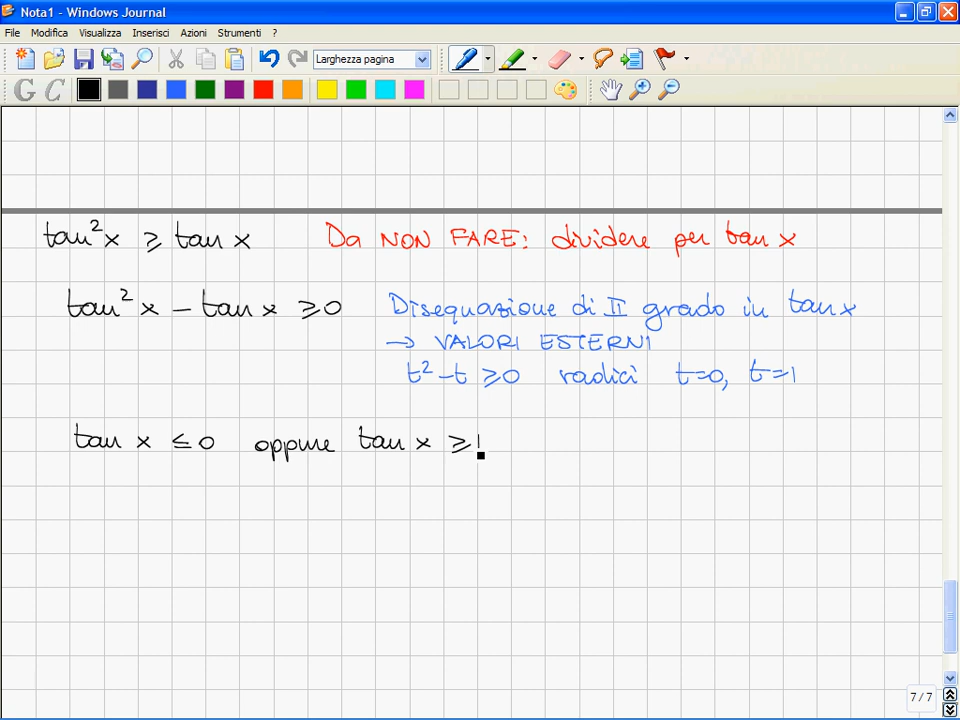 Nota1 - Windows Journal
File Modifica Visualizza Inserisci Azioni Strumenti ?
Larghezza pagina
G C
tan²x ≥ tan x Da NON FARE: dividere per tan x
tan²x - tan x ≥ 0 Disequazione di II grado in tan x
→ VALORI ESTERNI
t² - t ≥ 0 radici t=0, t=1
tan x ≤ 0 oppure tan x ≥ 1
7 / 7